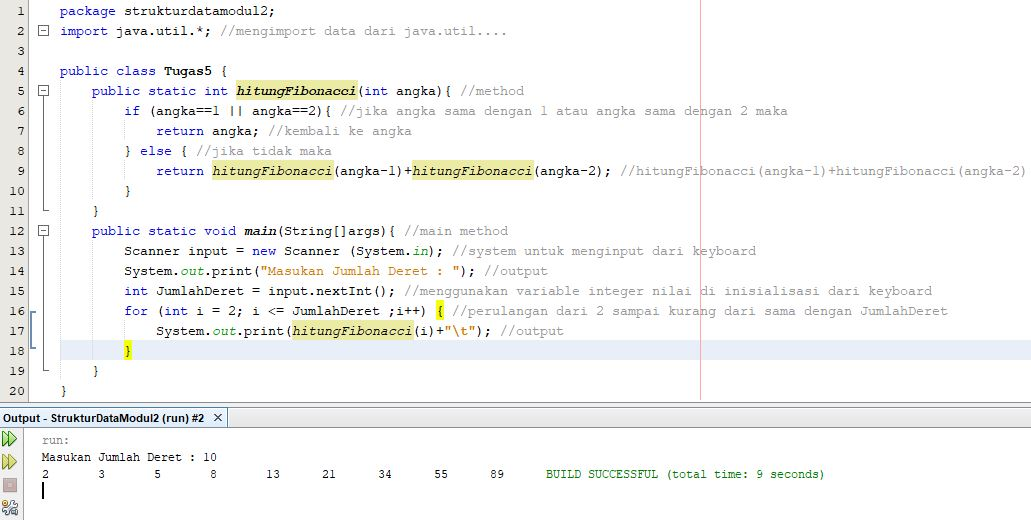 1 package strukturdatamodul2;
2 import java.util.*; //mengimport data dari java.util....
3
4 public class Tugas5 {
5 public static int hitungFibonacci(int angka){ //method
6 if (angka==1 || angka==2){ //jika angka sama dengan 1 atau angka sama dengan 2 maka
7 return angka; //kembali ke angka
8 } else { //jika tidak maka
9 return hitungFibonacci(angka-1)+hitungFibonacci(angka-2); //hitungFibonacci(angka-1)+hitungFibonacci(angka-2)
10 }
11 }
12 public static void main(String[]args){ //main method
13 Scanner input = new Scanner (System.in); //system untuk menginput dari keyboard
14 System.out.print("Masukan Jumlah Deret : "); //output
15 int JumlahDeret = input.nextInt(); //menggunakan variable integer nilai di inisialisasi dari keyboard
16 for (int i = 2; i <= JumlahDeret ;i++) { //perulangan dari 2 sampai kurang dari sama dengan JumlahDeret
17 System.out.print(hitungFibonacci(i)+"\t"); //output
18 }
19 }
20 }
Output - StrukturDataModul2 (run) #2
run:
Masukan Jumlah Deret : 10
2 3 5 8 13 21 34 55 89 BUILD SUCCESSFUL (total time: 9 seconds)